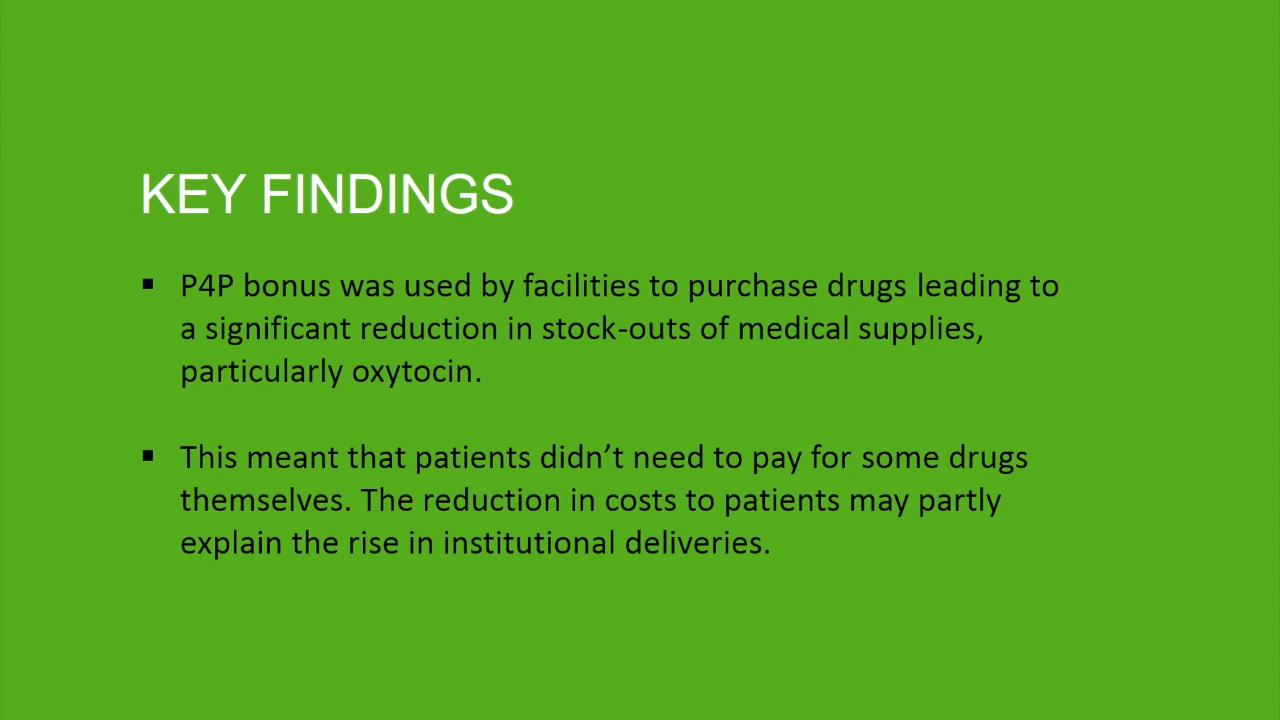 KEY FINDINGS
▪ P4P bonus was used by facilities to purchase drugs leading to
a significant reduction in stock-outs of medical supplies,
particularly oxytocin.
▪ This meant that patients didn’t need to pay for some drugs
themselves. The reduction in costs to patients may partly
explain the rise in institutional deliveries.